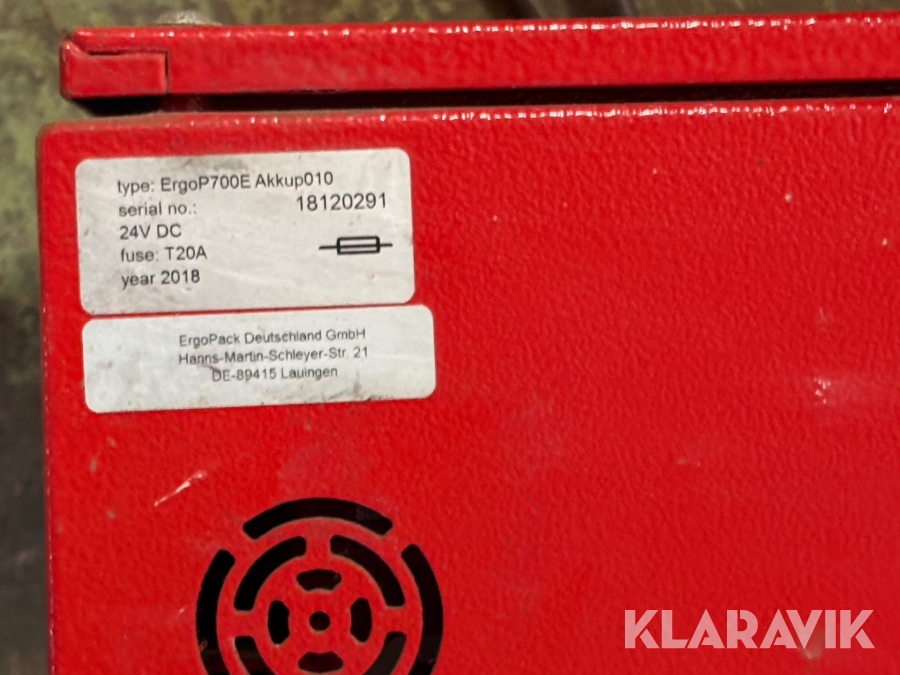 type: ErgoP700E Akkup010
serial no.: 18120291
24V DC
fuse: T20A
year 2018
ErgoPack Deutschland GmbH
Hanns-Martin-Schleyer-Str. 21
DE-89415 Lauingen
KLARAVIK